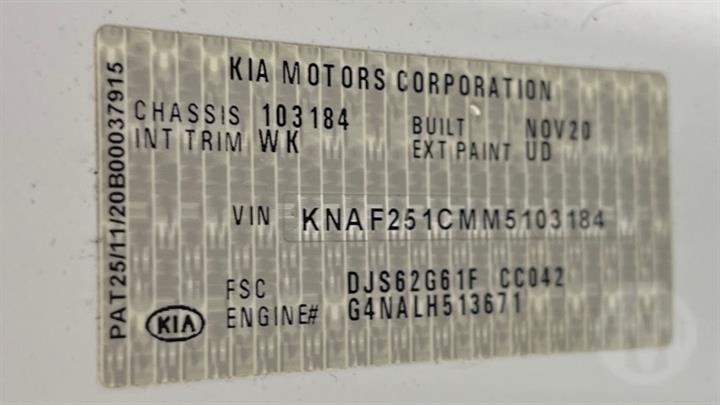 KIA MOTORS CORPORATION
CHASSIS 103184
BUILT NOV20
INT TRIM WK
EXT PAINT UD
VIN KNAF251CMM5103184
FSC DJS62G61F CC042
ENGINE# G4NALH513671
KIA
PAT25/11/20B00037915